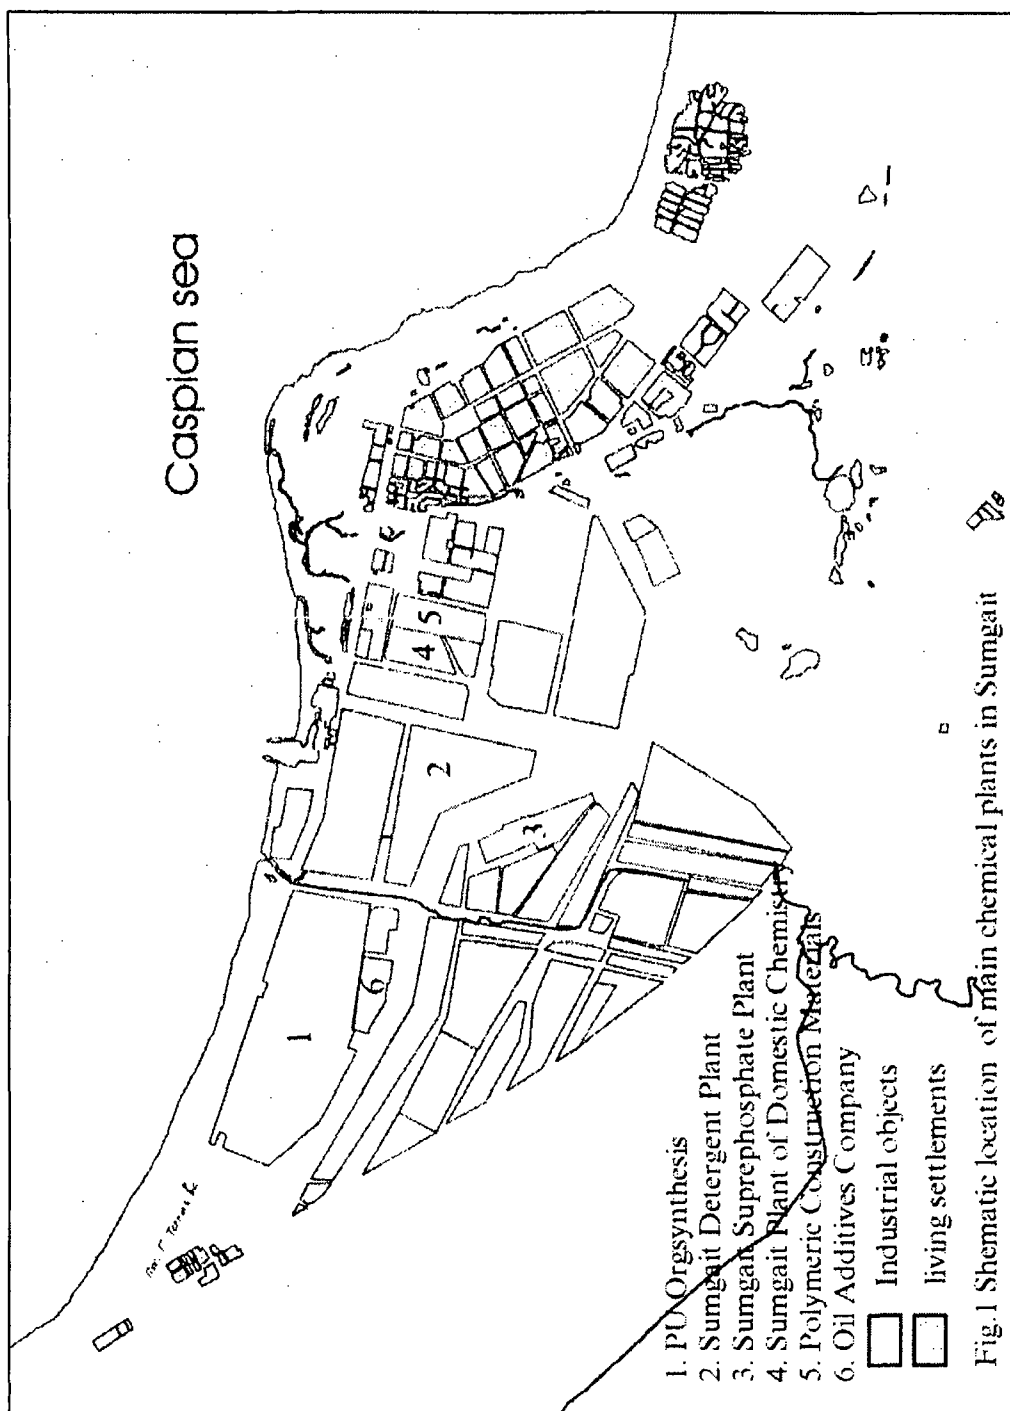 Caspian sea
1
2
3
4
5
6
1. PU Orgsynthesis
2. Sumgait Detergent Plant
3. Sumgait Suprephosphate Plant
4. Sumgait Plant of Domestic Chemistry
5. Polymeric Construction Materials
6. Oil Additives Company
Industrial objects
living settlements
Fig.1 Shematic location of main chemical plants in Sumgait